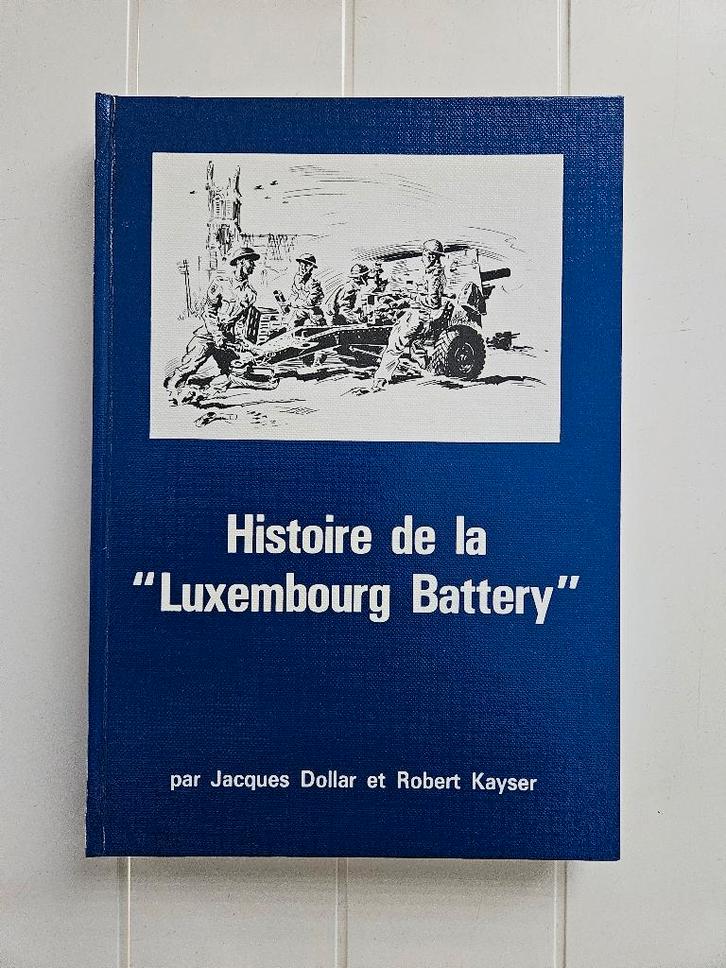 Histoire de la
“Luxembourg Battery”
par Jacques Dollar et Robert Kayser